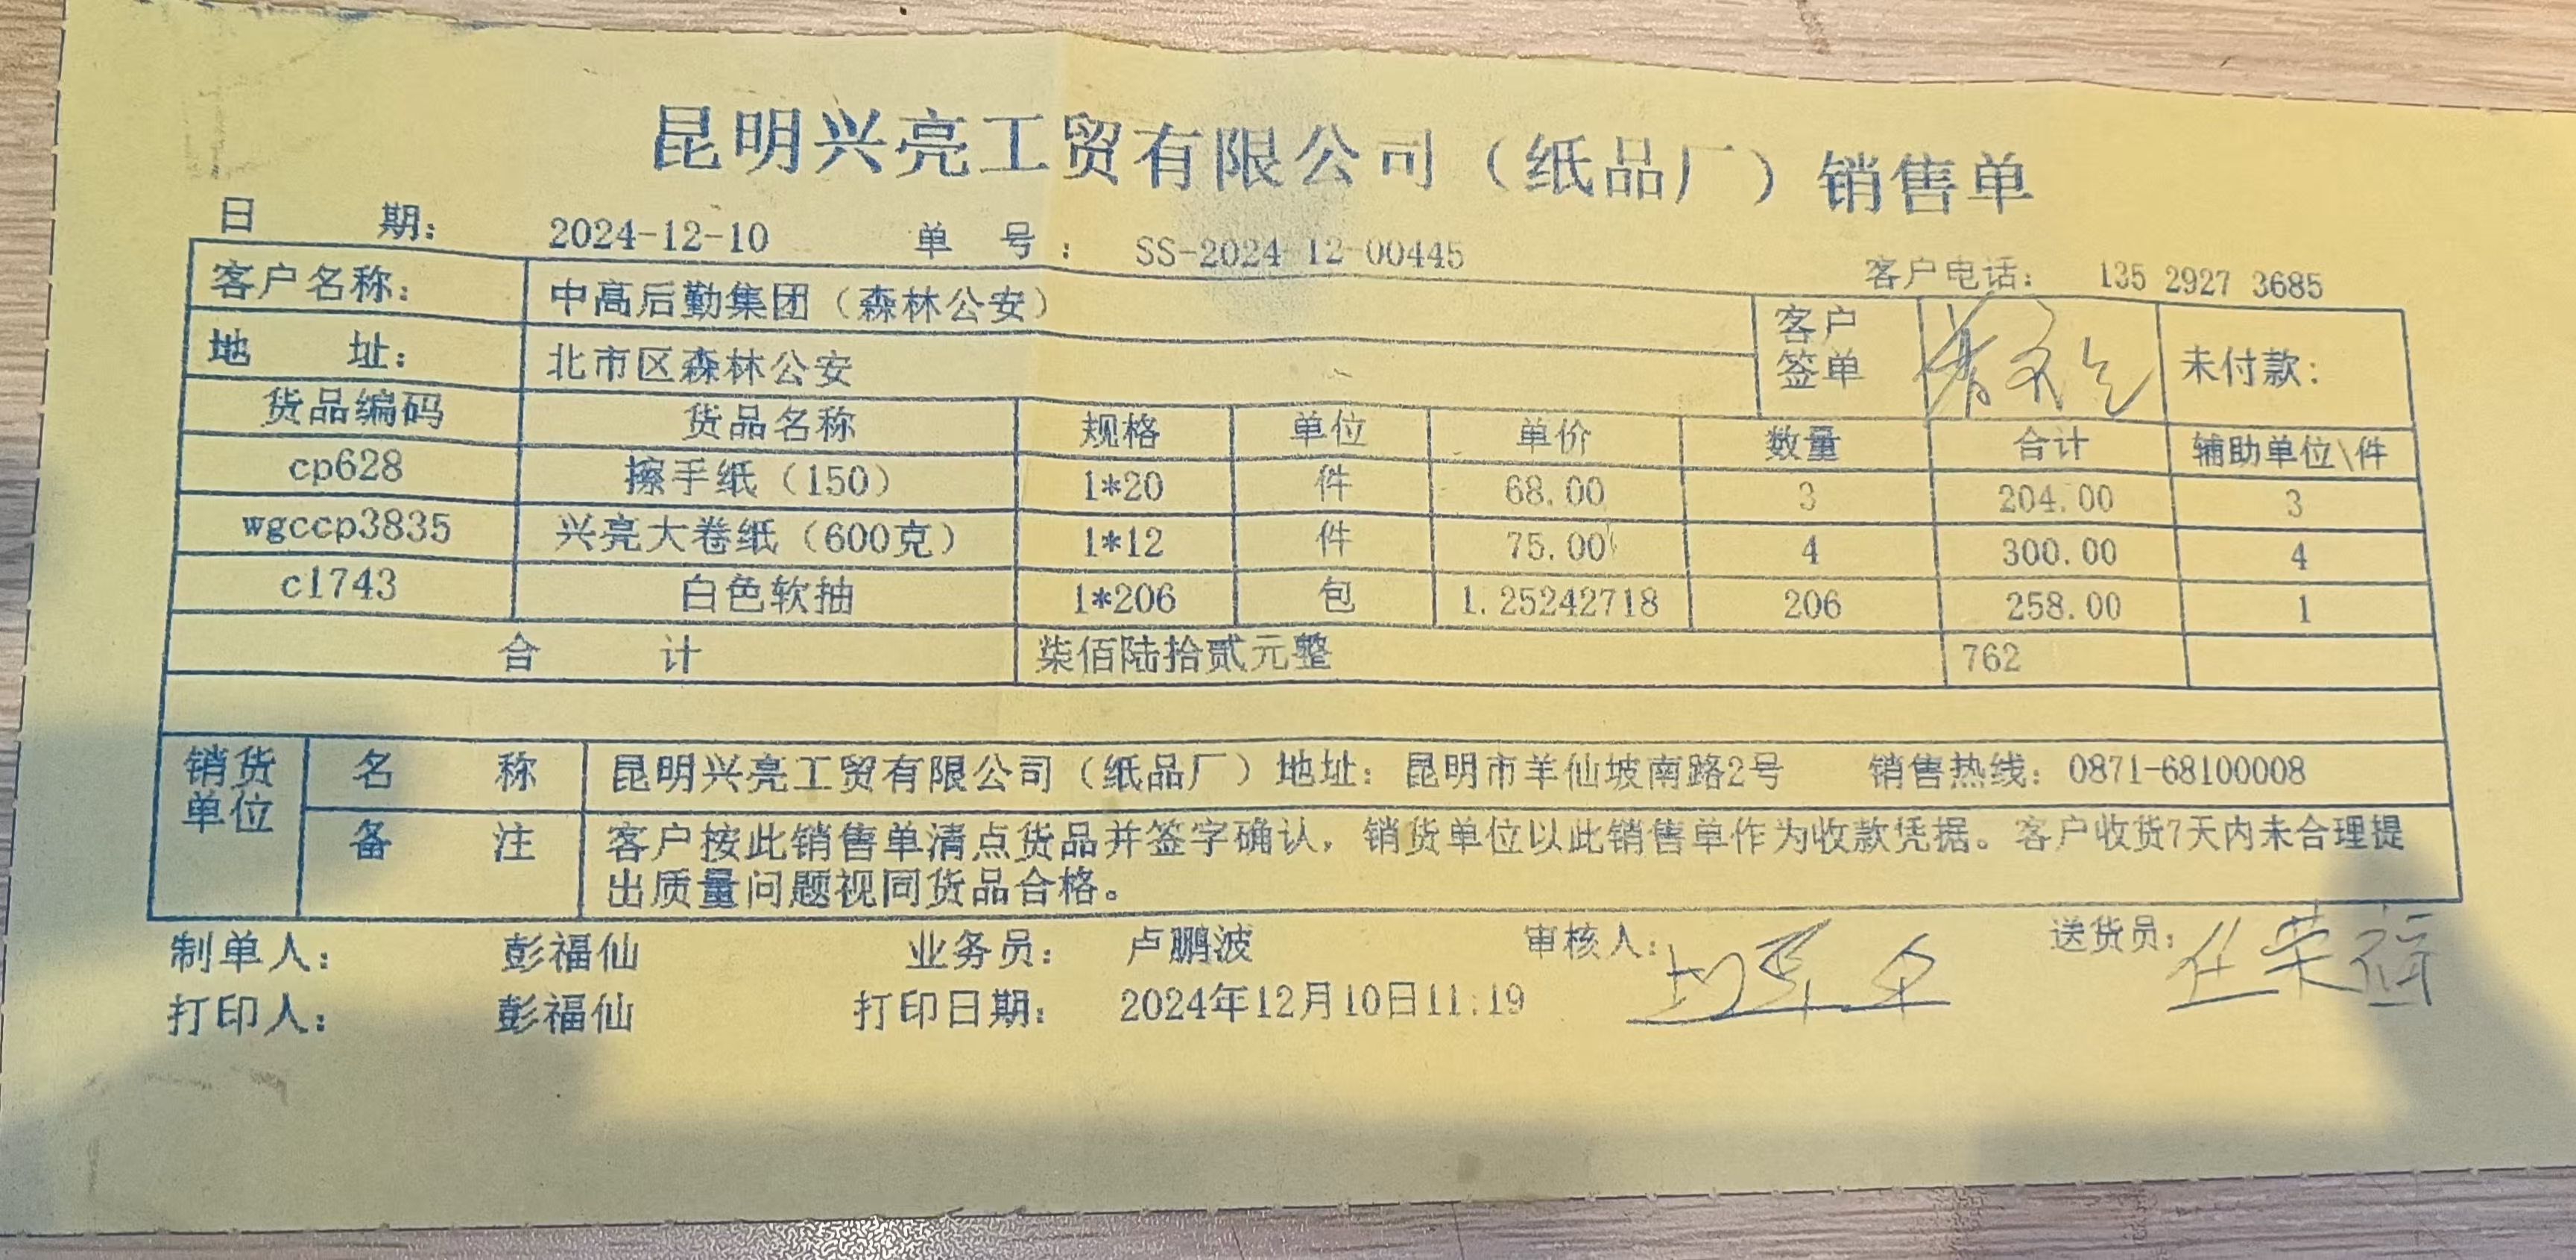 昆明兴亮工贸有限公司（纸品厂）销售单
日 期： 2024-12-10 单 号： SS-2024-12-00445 客户电话： 135 2927 3685
客户名称： 中高后勤集团（森林公安） 客户签单 未付款：
地 址： 北市区森林公安
货品编码 货品名称 规格 单位 单价 数量 合计 辅助单位\件
cp628 擦手纸（150） 1*20 件 68.00 3 204.00 3
wgccp3835 兴亮大卷纸（600克） 1*12 件 75.00 4 300.00 4
c1743 白色软抽 1*206 包 1.25242718 206 258.00 1
合 计 柒佰陆拾贰元整 762
销货单位 名 称 昆明兴亮工贸有限公司（纸品厂）地址：昆明市羊仙坡南路2号 销售热线：0871-68100008
备 注 客户按此销售单清点货品并签字确认，销货单位以此销售单作为收款凭据。客户收货7天内未合理提
出质量问题视同货品合格。
制单人： 彭福仙 业务员： 卢鹏波 审核人： 送货员：
打印人： 彭福仙 打印日期： 2024年12月10日11:19